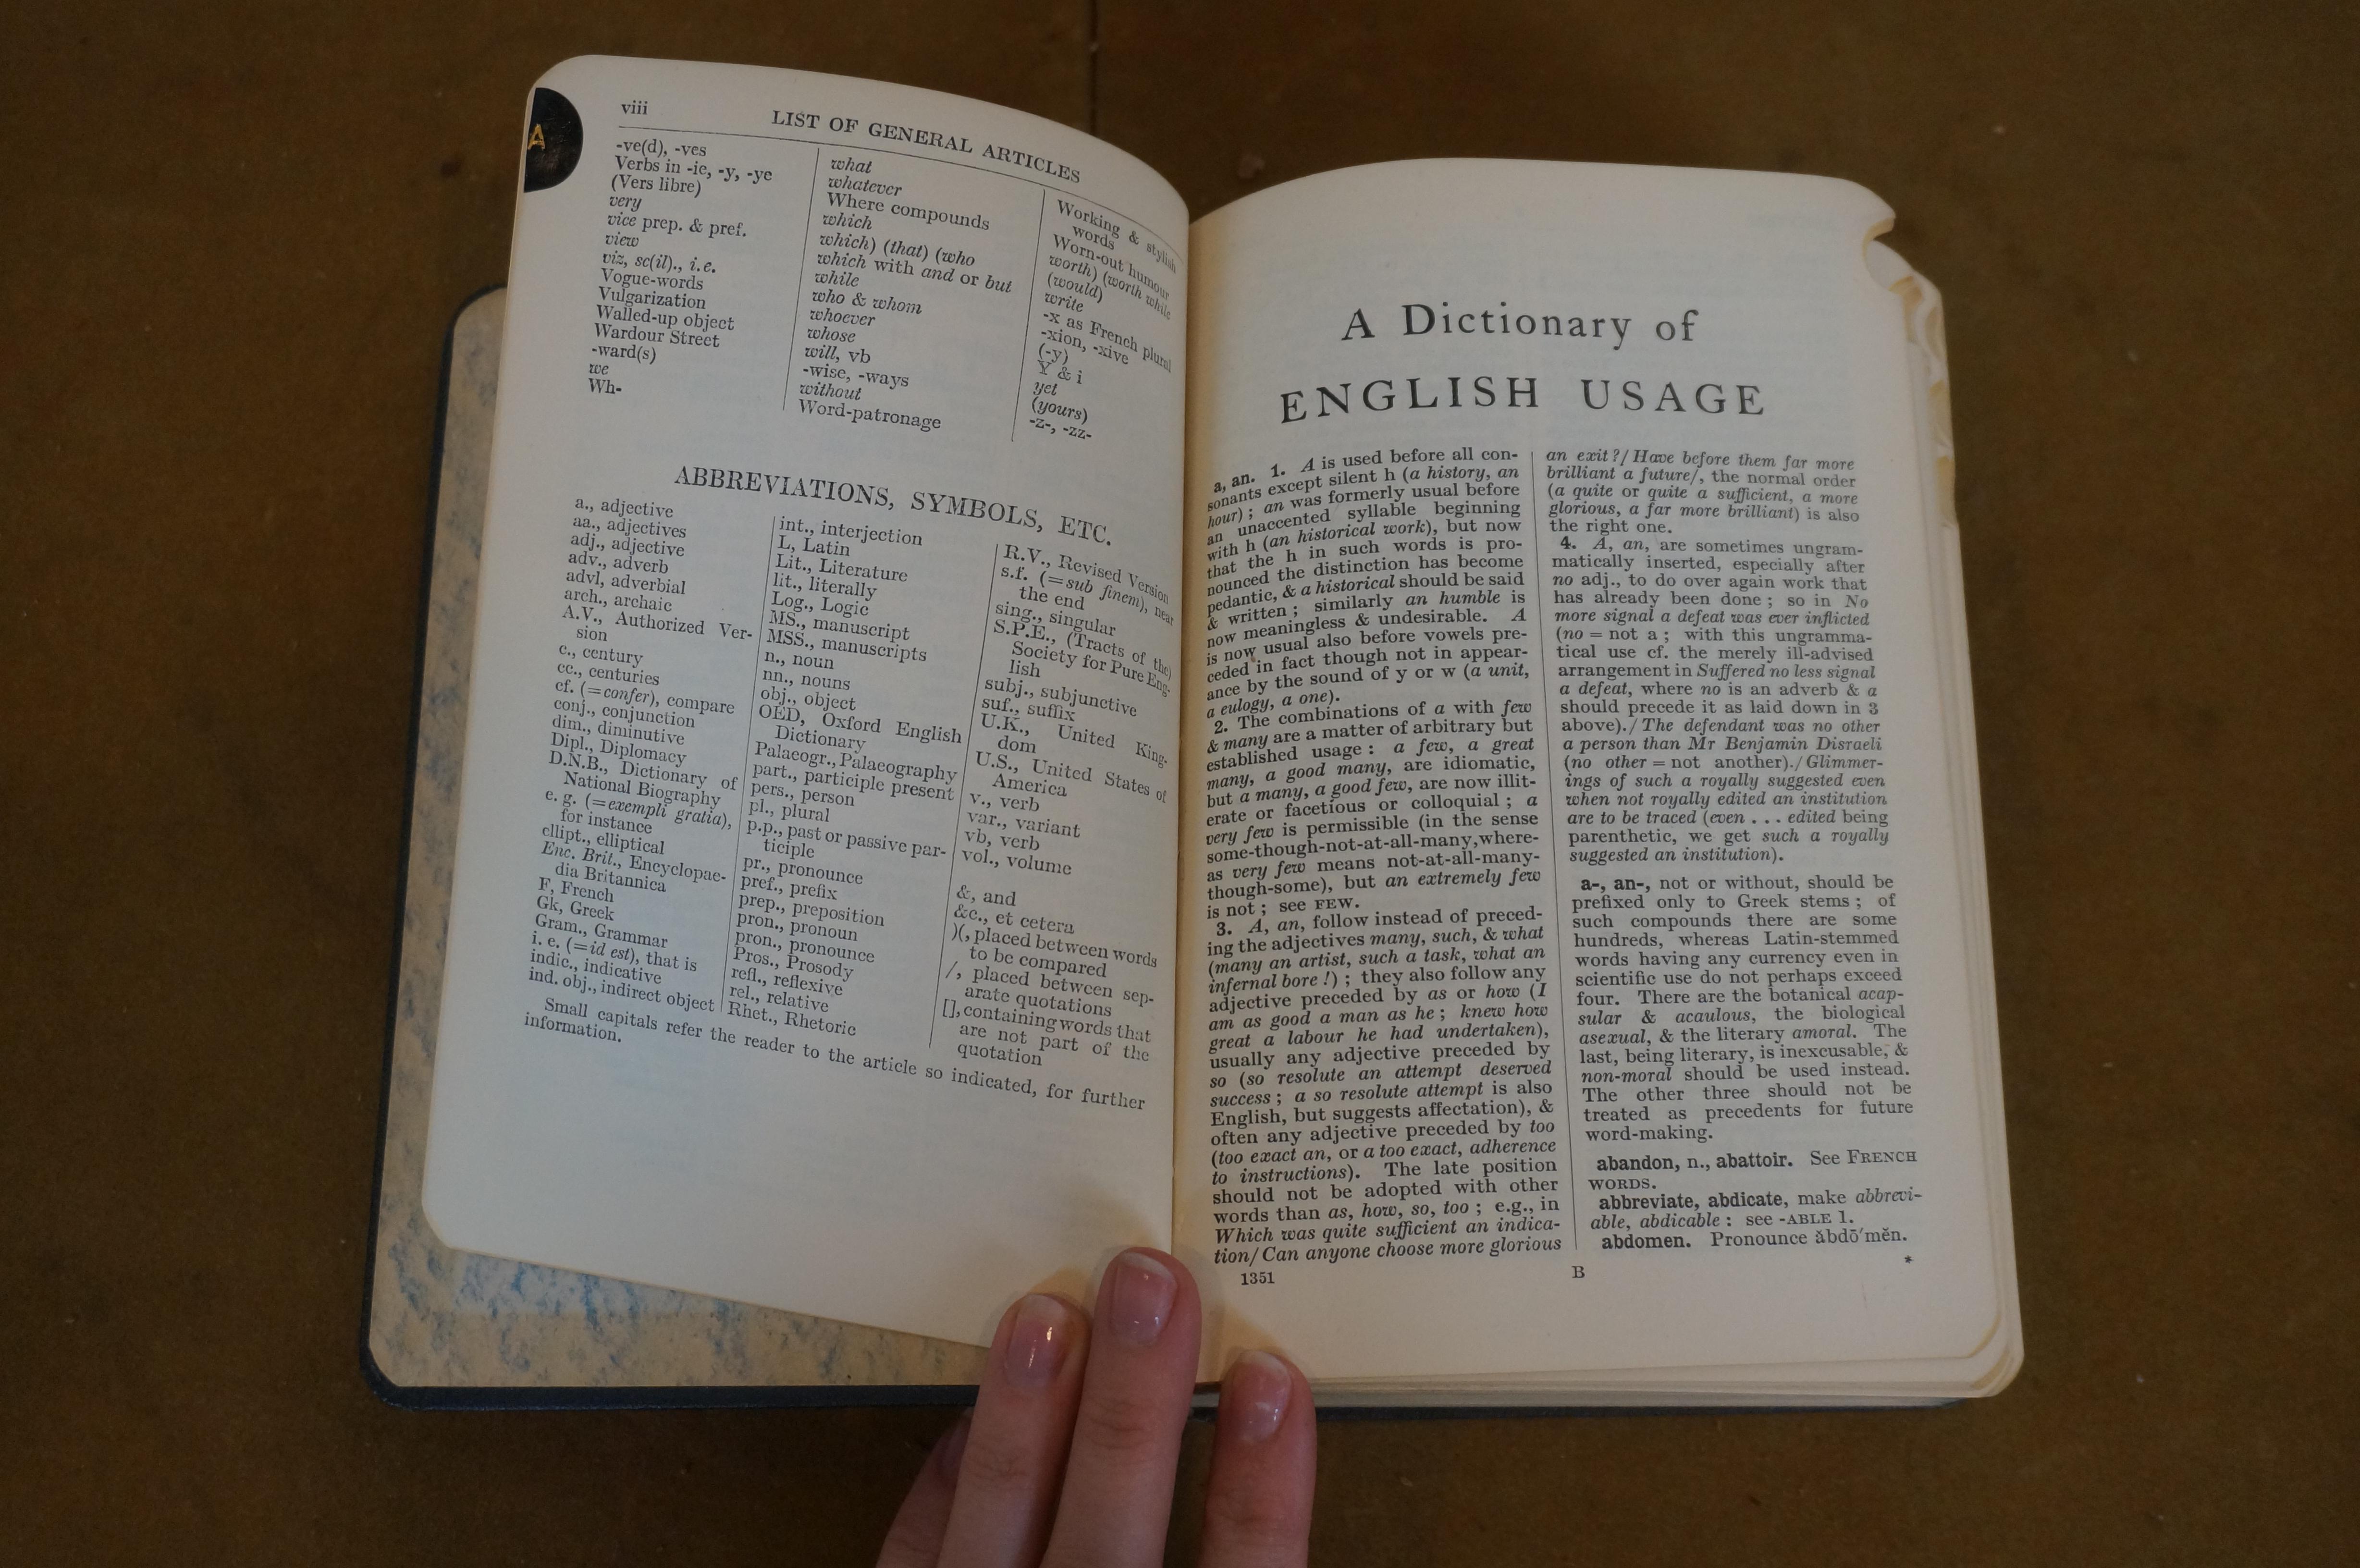 A
viii
LIST OF GENERAL ARTICLES
-ve(d), -ves
Verbs in -ie, -y, -ye
(Vers libre)
very
vice prep. & pref.
view
viz, sc(il)., i.e.
Vogue-words
Vulgarization
Walled-up object
Wardour Street
-ward(s)
we
Wh-
what
whatever
Where compounds
which
which) (that) (who
which with and or but
while
who & whom
whoever
whose
will, vb
-wise, -ways
without
Word-patronage
Working & stylish
words
Worn-out humour
worth) (worth while
(would)
write
-x as French plural
-xion, -xive
(-y)
Y & i
yet
(yours)
-z-, -zz-
ABBREVIATIONS, SYMBOLS, ETC.
a., adjective
aa., adjectives
adj., adjective
adv., adverb
advl, adverbial
arch., archaic
A.V., Authorized Ver-
sion
c., century
cc., centuries
cf. (=confer), compare
conj., conjunction
dim., diminutive
Dipl., Diplomacy
D.N.B., Dictionary of
National Biography
e. g. (=exempli gratia),
for instance
ellipt., elliptical
Enc. Brit., Encyclopae-
dia Britannica
F, French
Gk, Greek
Gram., Grammar
i. e. (=id est), that is
indic., indicative
ind. obj., indirect object
int., interjection
L, Latin
Lit., Literature
lit., literally
Log., Logic
MS., manuscript
MSS., manuscripts
n., noun
nn., nouns
obj., object
OED, Oxford English
Dictionary
Palaeogr., Palaeography
part., participle present
pers., person
pl., plural
p.p., past or passive par-
ticiple
pr., pronounce
pref., prefix
prep., preposition
pron., pronoun
pron., pronounce
Pros., Prosody
refl., reflexive
rel., relative
Rhet., Rhetoric
R.V., Revised Version
s.f. (=sub finem), near
the end
sing., singular
S.P.E., (Tracts of the)
Society for Pure Eng-
lish
subj., subjunctive
suf., suffix
U.K., United King-
dom
U.S., United States of
America
v., verb
var., variant
vb, verb
vol., volume
&, and
&c., et cetera
)(, placed between words
to be compared
/, placed between sep-
arate quotations
[], containing words that
are not part of the
quotation
Small capitals refer the reader to the article so indicated, for further
information.
A Dictionary of
ENGLISH USAGE
a, an. 1. A is used before all con-
sonants except silent h (a history, an
hour) ; an was formerly usual before
an unaccented syllable beginning
with h (an historical work), but now
that the h in such words is pro-
nounced the distinction has become
pedantic, & a historical should be said
& written ; similarly an humble is
now meaningless & undesirable. A
is now usual also before vowels pre-
ceded in fact though not in appear-
ance by the sound of y or w (a unit,
a eulogy, a one).
2. The combinations of a with few
& many are a matter of arbitrary but
established usage : a few, a great
many, a good many, are idiomatic,
but a many, a good few, are now illit-
erate or facetious or colloquial ; a
very few is permissible (in the sense
some-though-not-at-all-many, where-
as very few means not-at-all-many-
though-some), but an extremely few
is not ; see FEW.
3. A, an, follow instead of preced-
ing the adjectives many, such, & what
(many an artist, such a task, what an
infernal bore !) ; they also follow any
adjective preceded by as or how (I
am as good a man as he ; knew how
great a labour he had undertaken),
usually any adjective preceded by
so (so resolute an attempt deserved
success ; a so resolute attempt is also
English, but suggests affectation), &
often any adjective preceded by too
(too exact an, or a too exact, adherence
to instructions). The late position
should not be adopted with other
words than as, how, so, too ; e.g., in
Which was quite sufficient an indica-
tion/ Can anyone choose more glorious
an exit ?/ Have before them far more
brilliant a future/, the normal order
(a quite or quite a sufficient, a more
glorious, a far more brilliant) is also
the right one.
4. A, an, are sometimes ungram-
matically inserted, especially after
no adj., to do over again work that
has already been done ; so in No
more signal a defeat was ever inflicted
(no = not a ; with this ungramma-
tical use cf. the merely ill-advised
arrangement in Suffered no less signal
a defeat, where no is an adverb & a
should precede it as laid down in 3
above)./ The defendant was no other
a person than Mr Benjamin Disraeli
(no other = not another)./ Glimmer-
ings of such a royally suggested even
when not royally edited an institution
are to be traced (even . . . edited being
parenthetic, we get such a royally
suggested an institution).
a-, an-, not or without, should be
prefixed only to Greek stems ; of
such compounds there are some
hundreds, whereas Latin-stemmed
words having any currency even in
scientific use do not perhaps exceed
four. There are the botanical acap-
sular & acaulous, the biological
asexual, & the literary amoral. The
last, being literary, is inexcusable, &
non-moral should be used instead.
The other three should not be
treated as precedents for future
word-making.
abandon, n., abattoir. See FRENCH
WORDS.
abbreviate, abdicate, make abbrevi-
able, abdicable : see -ABLE 1.
abdomen. Pronounce ăbdō′mĕn.
1351
B
*